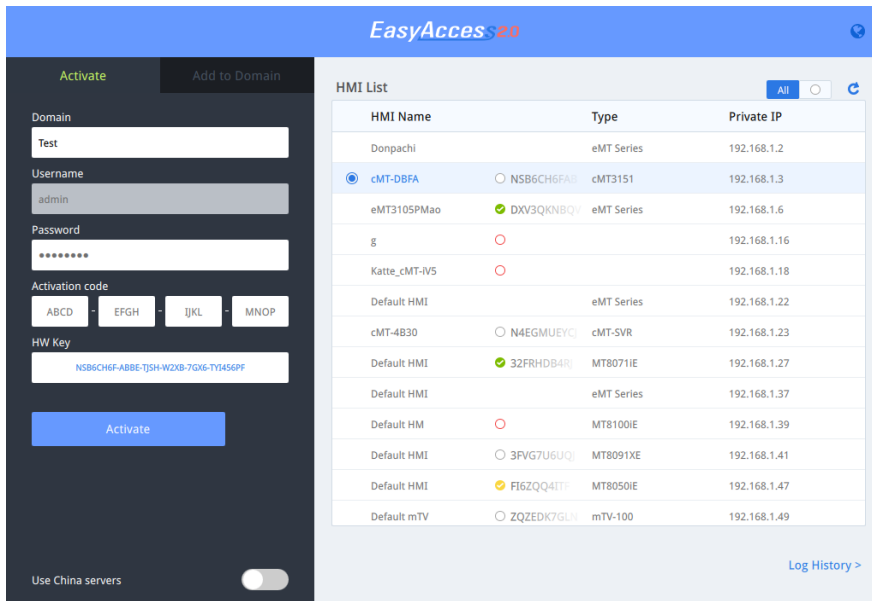 EasyAccess 2.0
Activate
Add to Domain
Domain
Test
Username
admin
Password
Activation code
ABCD - EFGH - IJKL - MNOP
HW Key
NSB6CH6F-ABBE-TJSH-W2XB-7GX6-TYI456PF
Activate
Use China servers
HMI List
All
HMI Name Type Private IP
Donpachi eMT Series 192.168.1.2
cMT-DBFA NSB6CH6FAB cMT3151 192.168.1.3
eMT3105PMao DXV3QKNBQV eMT Series 192.168.1.6
g 192.168.1.16
Katte_cMT-iV5 192.168.1.18
Default HMI eMT Series 192.168.1.22
cMT-4B30 N4EGMUEYC cMT-SVR 192.168.1.23
Default HMI 32FRHDB4R MT8071iE 192.168.1.27
Default HMI eMT Series 192.168.1.37
Default HM MT8100iE 192.168.1.39
Default HMI 3FVG7U6UQ MT8091XE 192.168.1.41
Default HMI FI6ZQQ4IT MT8050iE 192.168.1.47
Default mTV ZQZEDK7GLN mTV-100 192.168.1.49
Log History >